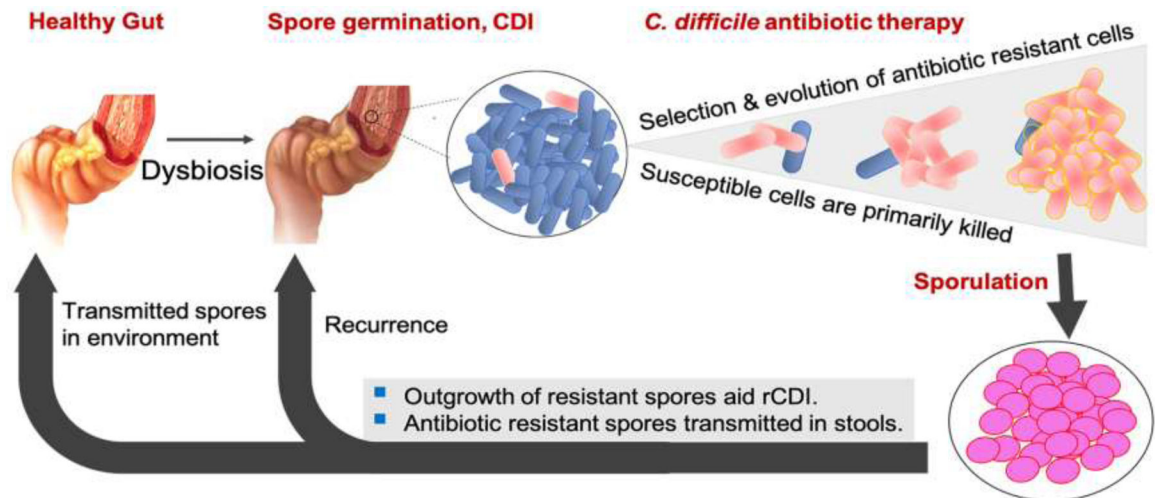 Healthy Gut
Spore germination, CDI
C. difficile antibiotic therapy
Dysbiosis
Selection & evolution of antibiotic resistant cells
Susceptible cells are primarily killed
Sporulation
Transmitted spores
in environment
Recurrence
Outgrowth of resistant spores aid rCDI.
Antibiotic resistant spores transmitted in stools.